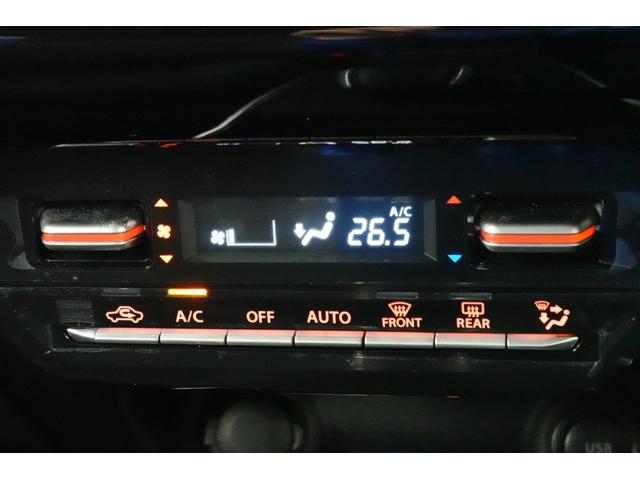 A/C
26.5
A/C OFF AUTO FRONT REAR
USB